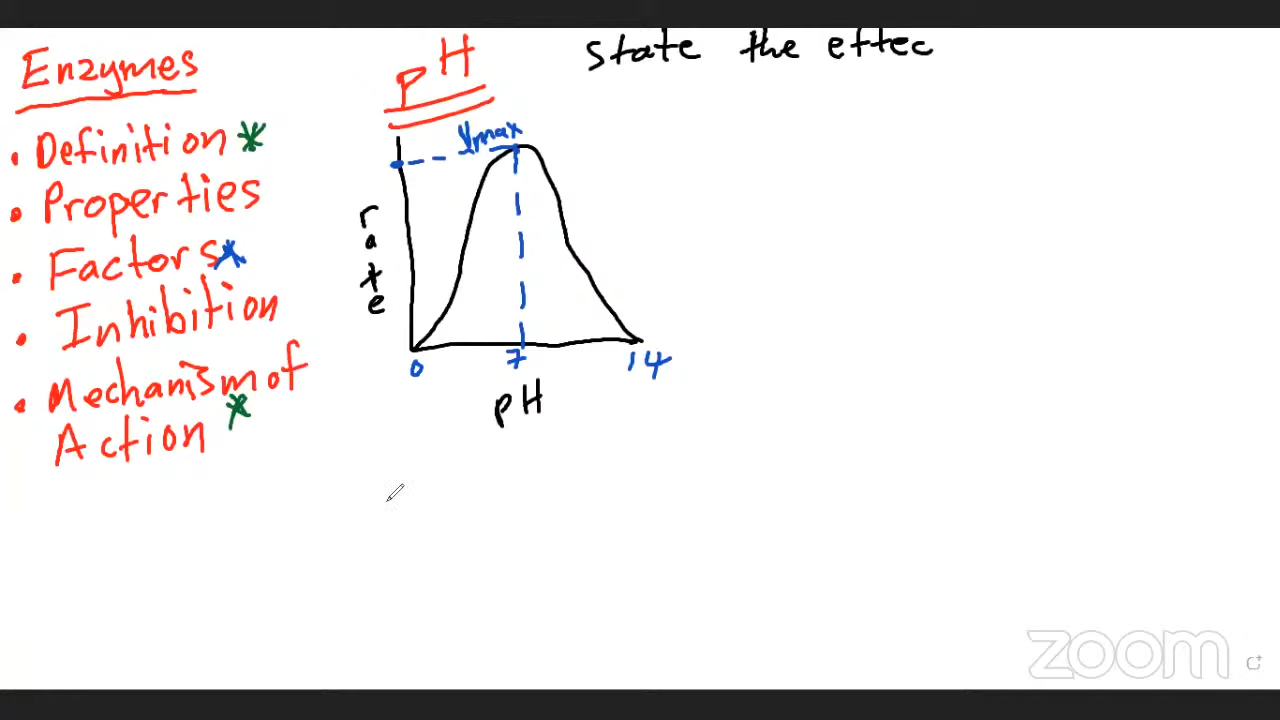 Enzymes
• Definition *
• Properties
• Factors *
• Inhibition
• Mechanism of
Action *
pH
state the effec
Vmax
rate
0
7
14
pH
zoom